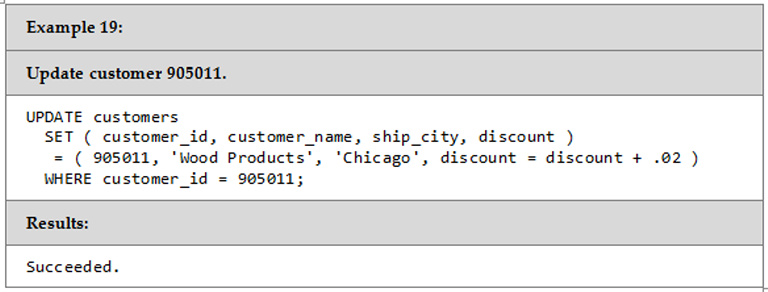 Example 19:
Update customer 905011.
UPDATE customers
SET ( customer_id, customer_name, ship_city, discount )
= ( 905011, 'Wood Products', 'Chicago', discount = discount + .02 )
WHERE customer_id = 905011;
Results:
Succeeded.